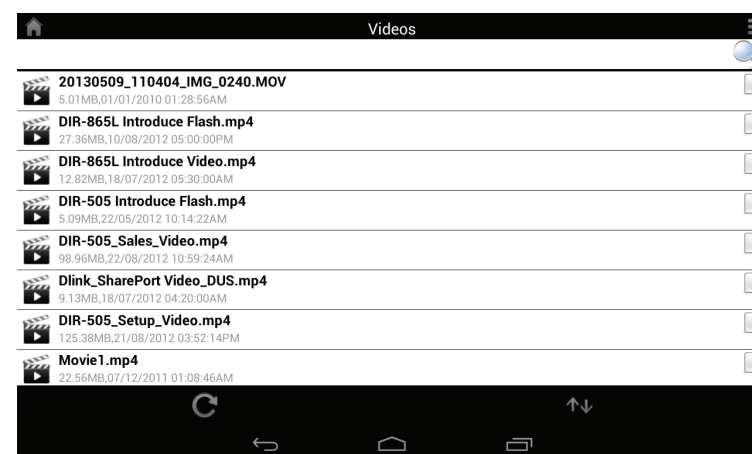 Videos
20130509_110404_IMG_0240.MOV
5.01MB,01/01/2010 01:28:56AM
DIR-865L Introduce Flash.mp4
27.36MB,10/08/2012 05:00:00PM
DIR-865L Introduce Video.mp4
12.82MB,18/07/2012 05:30:00AM
DIR-505 Introduce Flash.mp4
5.09MB,22/05/2012 10:14:22AM
DIR-505_Sales_Video.mp4
98.96MB,22/08/2012 10:59:24AM
Dlink_SharePort Video_DUS.mp4
9.13MB,18/07/2012 04:20:00AM
DIR-505_Setup_Video.mp4
125.38MB,21/08/2012 03:52:14PM
Movie1.mp4
22.56MB,07/12/2011 01:08:46AM